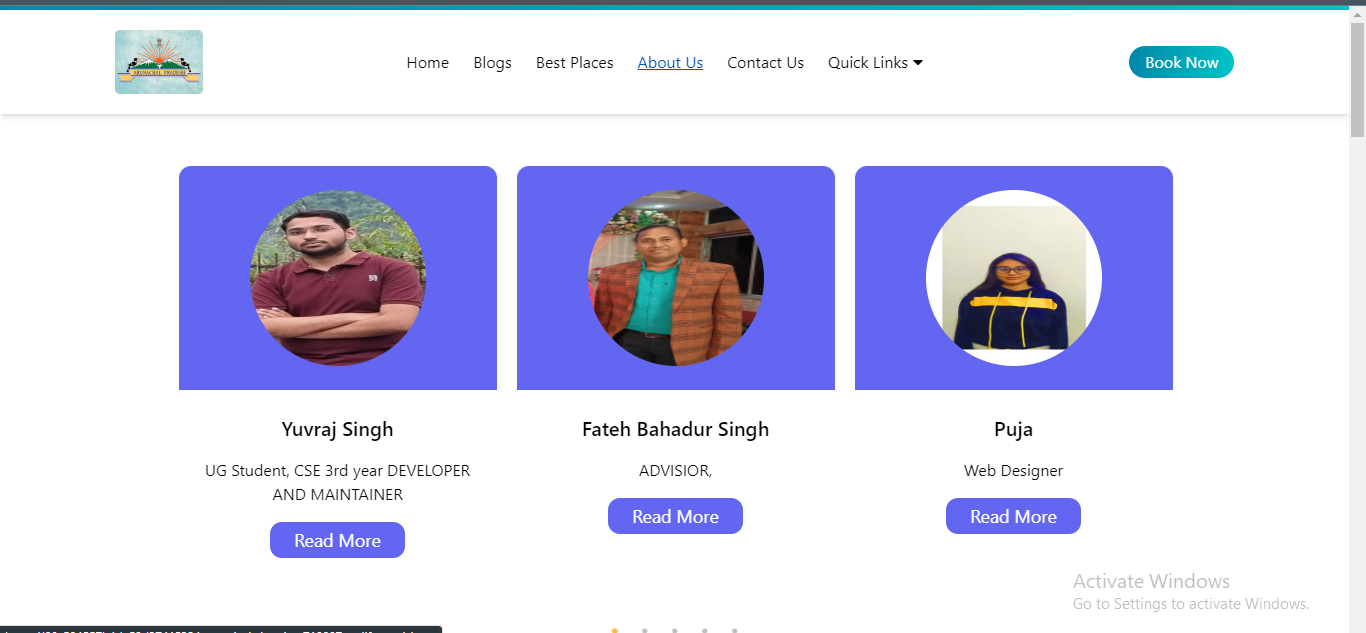 ARUNACHAL PRADESH
Home Blogs Best Places About Us Contact Us Quick Links
Book Now
Yuvraj Singh
UG Student, CSE 3rd year DEVELOPER
AND MAINTAINER
Read More
Fateh Bahadur Singh
ADVISIOR,
Read More
Puja
Web Designer
Read More
Activate Windows
Go to Settings to activate Windows.